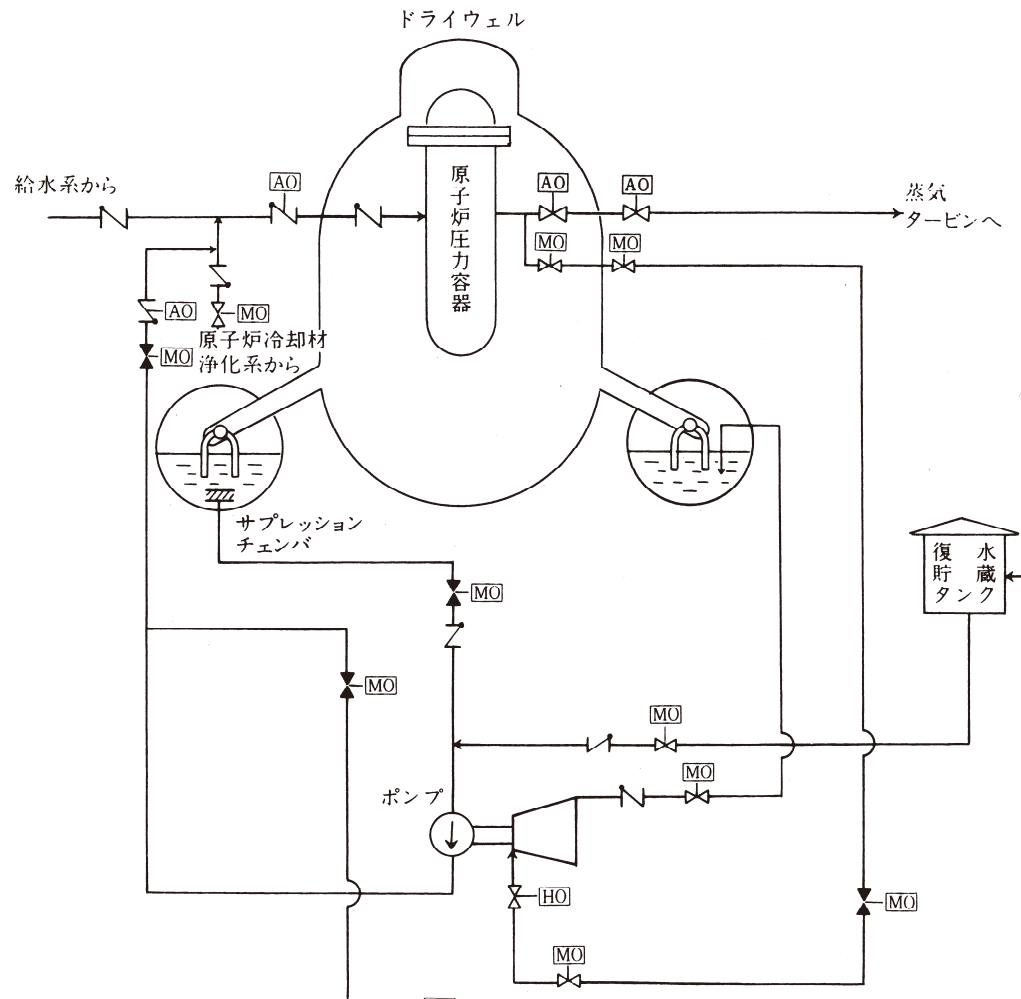 ドライウェル
給水系から
AO
原子炉圧力容器
AO
AO
蒸気
タービンへ
MO
MO
AO
MO
MO
原子炉冷却材
浄化系から
サプレッション
チェンバ
MO
復水
貯蔵
タンク
MO
MO
MO
ポンプ
HO
MO
MO